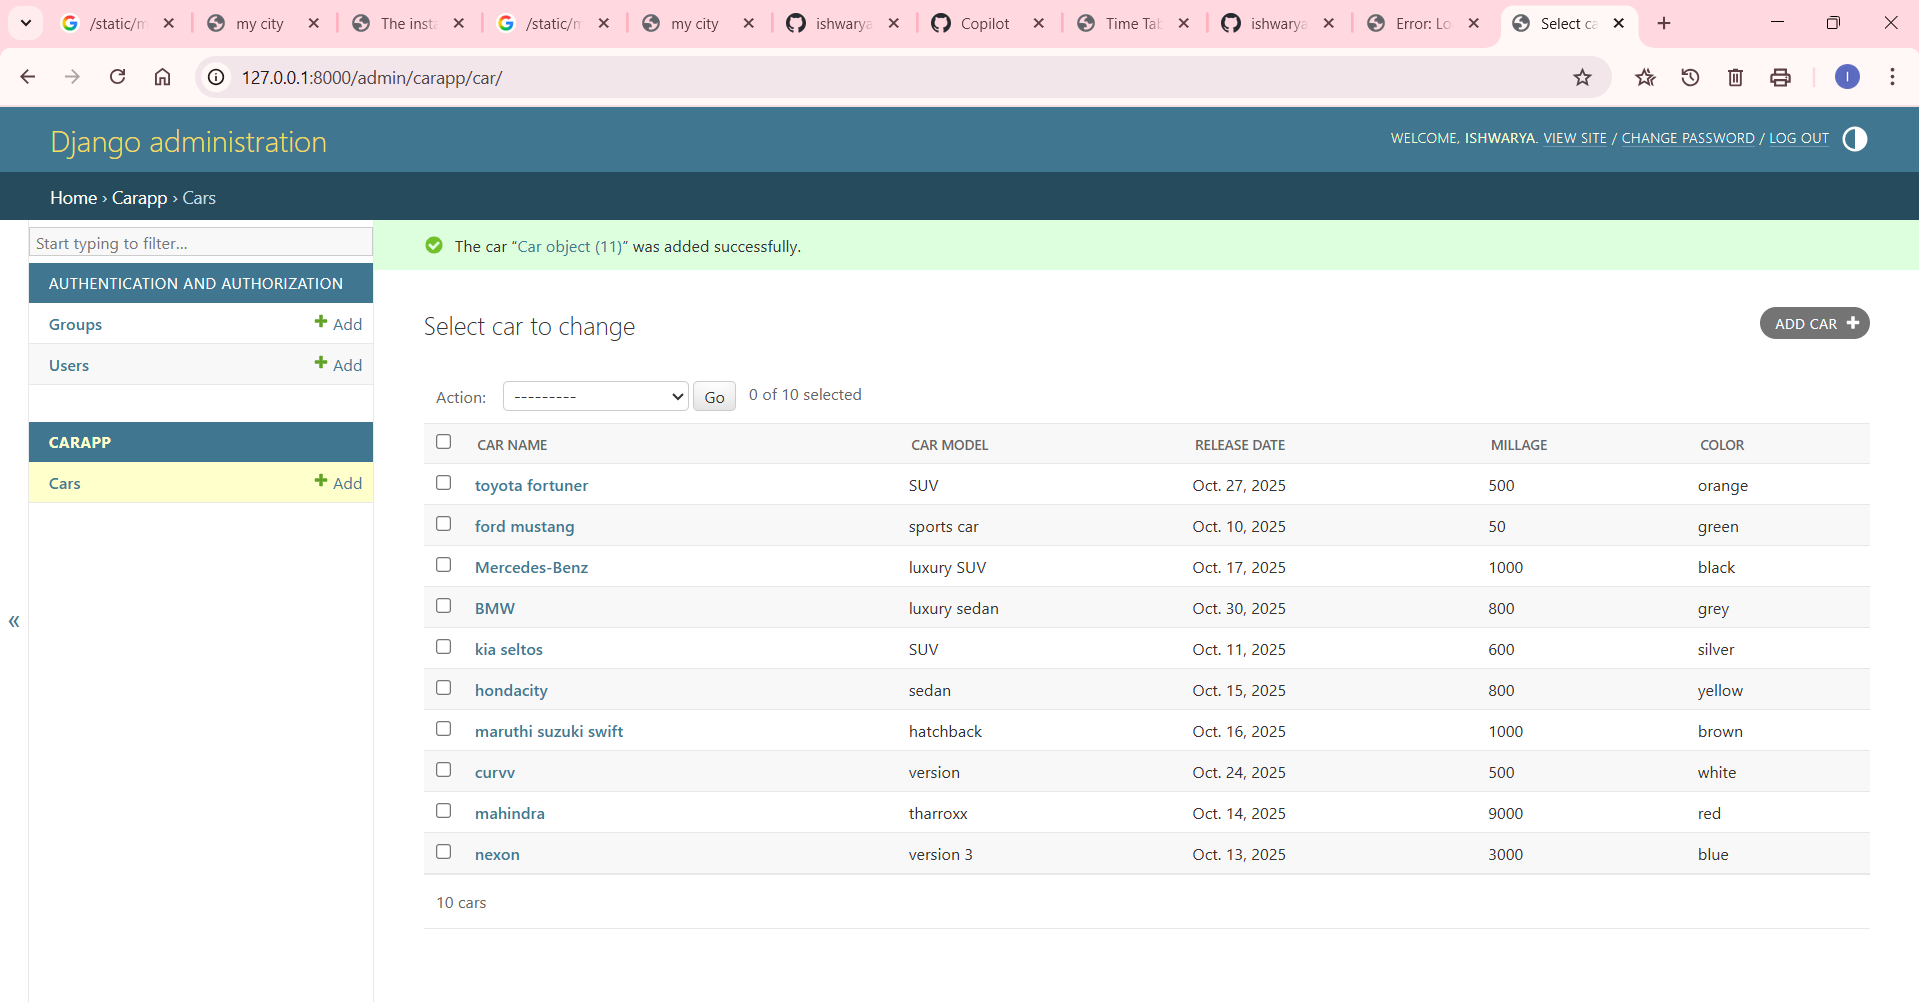 /static/m
my city
The insta
/static/m
my city
ishwarya
Copilot
Time Tab
ishwarya
Error: Lo
Select ca
127.0.0.1:8000/admin/carapp/car/
I
Django administration
WELCOME, ISHWARYA. VIEW SITE / CHANGE PASSWORD / LOG OUT
Home › Carapp › Cars
Start typing to filter...
The car “Car object (11)” was added successfully.
AUTHENTICATION AND AUTHORIZATION
Groups Add
Users Add
CARAPP
Cars Add
«
Select car to change
ADD CAR
Action: --------- Go 0 of 10 selected
CAR NAME CAR MODEL RELEASE DATE MILLAGE COLOR
toyota fortuner SUV Oct. 27, 2025 500 orange
ford mustang sports car Oct. 10, 2025 50 green
Mercedes-Benz luxury SUV Oct. 17, 2025 1000 black
BMW luxury sedan Oct. 30, 2025 800 grey
kia seltos SUV Oct. 11, 2025 600 silver
hondacity sedan Oct. 15, 2025 800 yellow
maruthi suzuki swift hatchback Oct. 16, 2025 1000 brown
curvv version Oct. 24, 2025 500 white
mahindra tharroxx Oct. 14, 2025 9000 red
nexon version 3 Oct. 13, 2025 3000 blue
10 cars